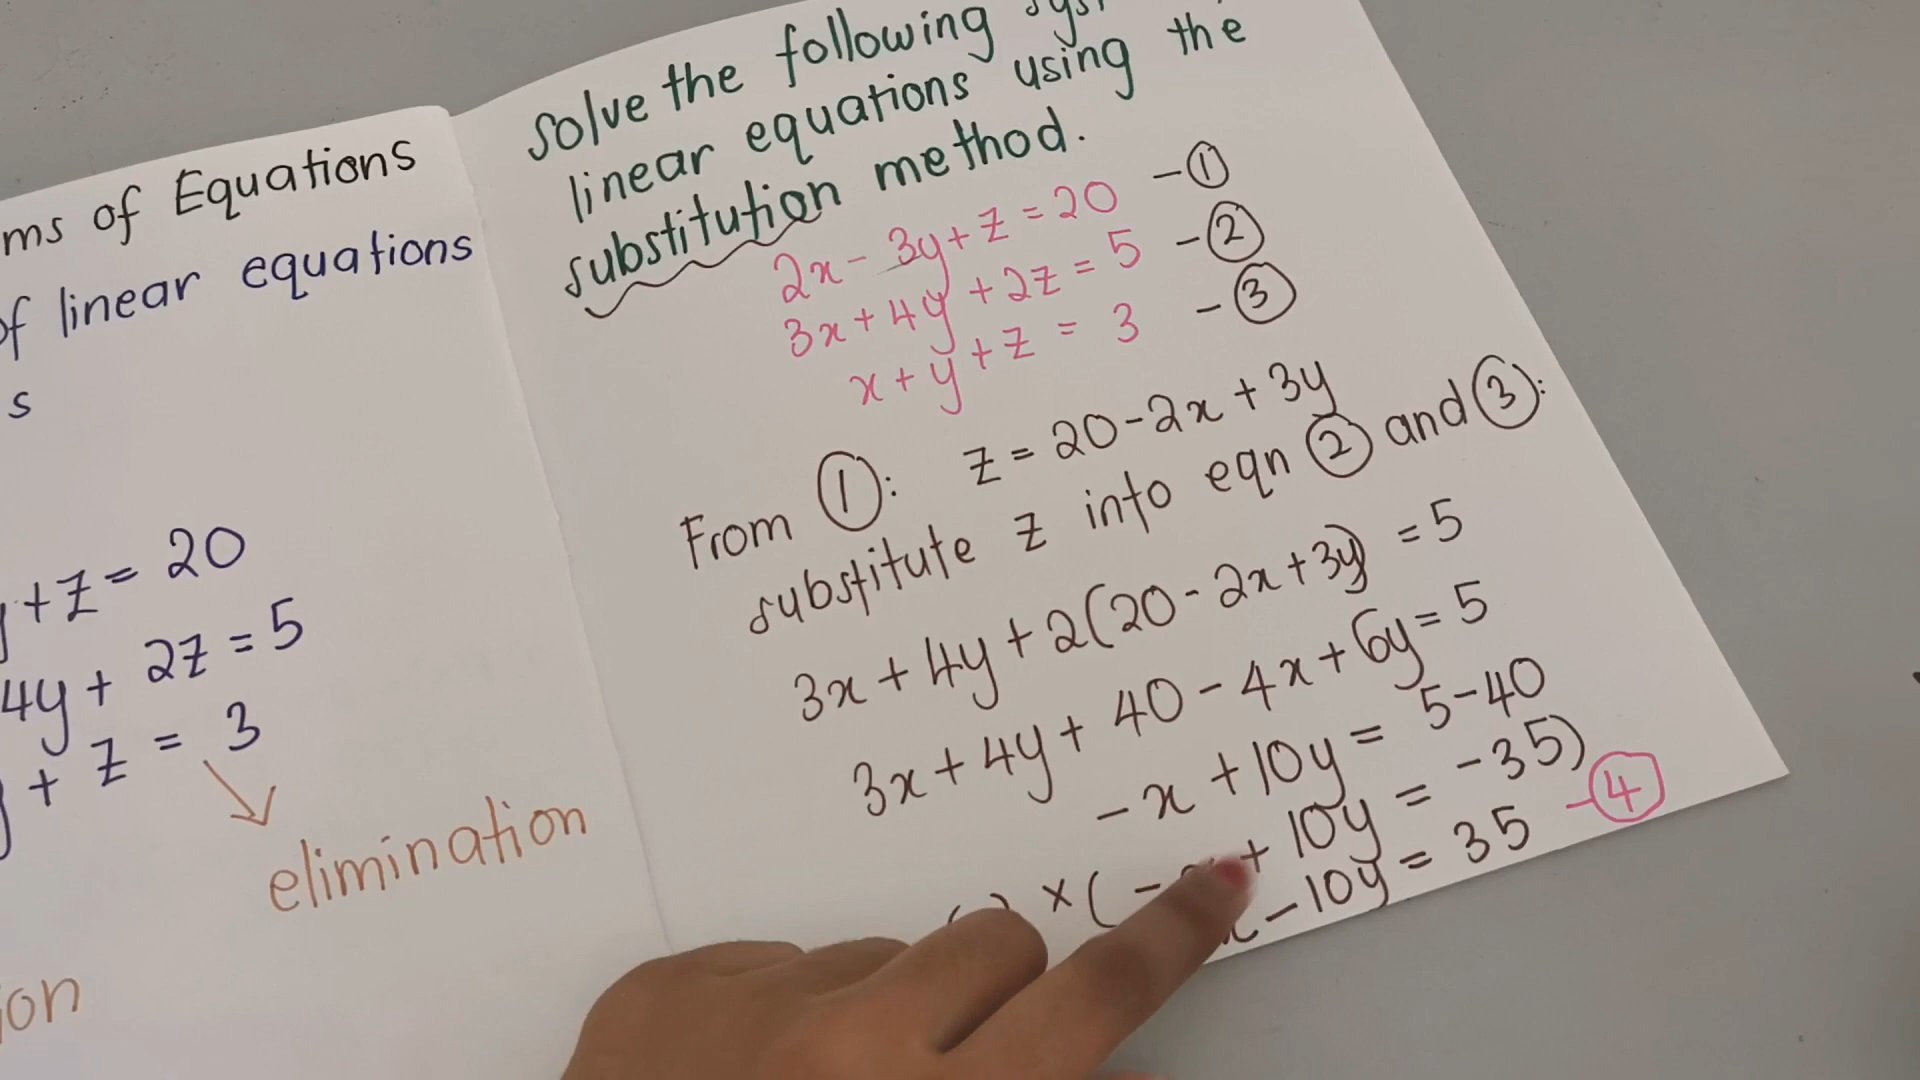 ms of Equations
of linear equations
s
y + z = 20
4y + 2z = 5
y + z = 3
elimination
ion
solve the following
linear equations using the
substitution method.
2x - 3y + z = 20 -①
3x + 4y + 2z = 5 -②
x + y + z = 3 -③
From ①: z = 20 - 2x + 3y
substitute z into eqn ② and ③:
3x + 4y + 2(20 - 2x + 3y) = 5
3x + 4y + 40 - 4x + 6y = 5
-x + 10y = 5 - 40
×( - + 10y = -35)
x - 10y = 35 -④